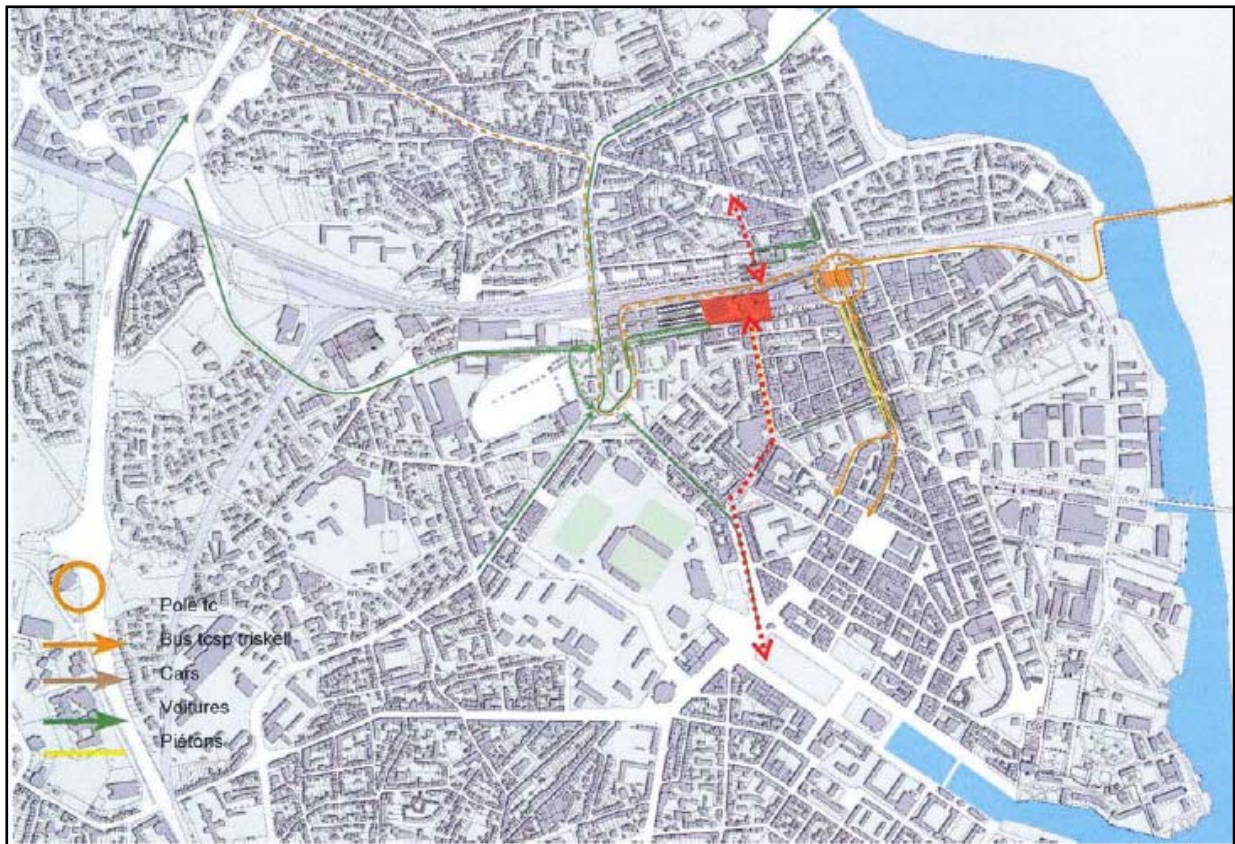 Pole tc
Bus tcsp triskell
Cars
Voitures
Piétons